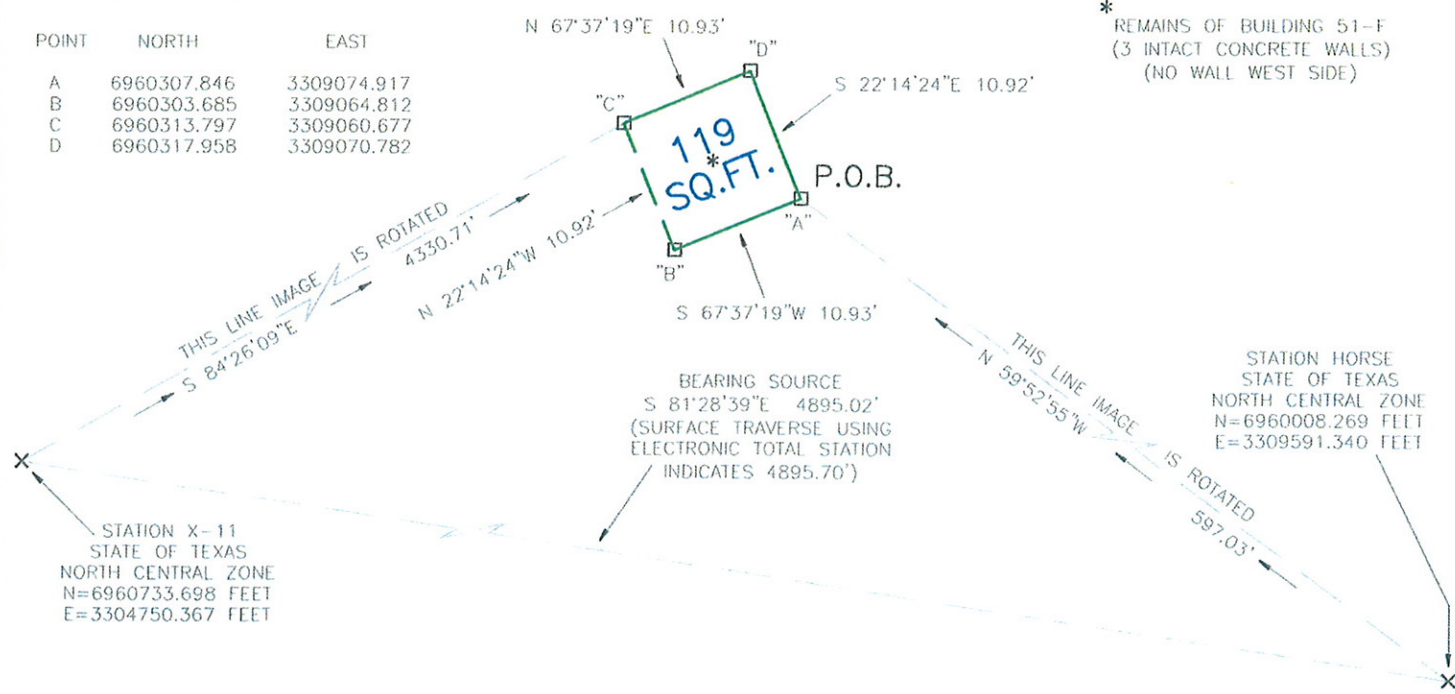 POINT NORTH EAST
A 6960307.846 3309074.917
B 6960303.685 3309064.812
C 6960313.797 3309060.677
D 6960317.958 3309070.782
N 67°37'19"E 10.93'
"D"
"C"
S 22°14'24"E 10.92'
*
REMAINS OF BUILDING 51-F
(3 INTACT CONCRETE WALLS)
(NO WALL WEST SIDE)
119
*
SQ.FT.
P.O.B.
"A"
"B"
THIS LINE IMAGE IS ROTATED
S 84°26'09"E 4330.71'
N 22°14'24"W 10.92'
S 67°37'19"W 10.93'
BEARING SOURCE
S 81°28'39"E 4895.02'
(SURFACE TRAVERSE USING
ELECTRONIC TOTAL STATION
INDICATES 4895.70')
THIS LINE IMAGE IS ROTATED
N 59°52'55"W 597.03'
STATION HORSE
STATE OF TEXAS
NORTH CENTRAL ZONE
N=6960008.269 FEET
E=3309591.340 FEET
STATION X-11
STATE OF TEXAS
NORTH CENTRAL ZONE
N=6960733.698 FEET
E=3304750.367 FEET